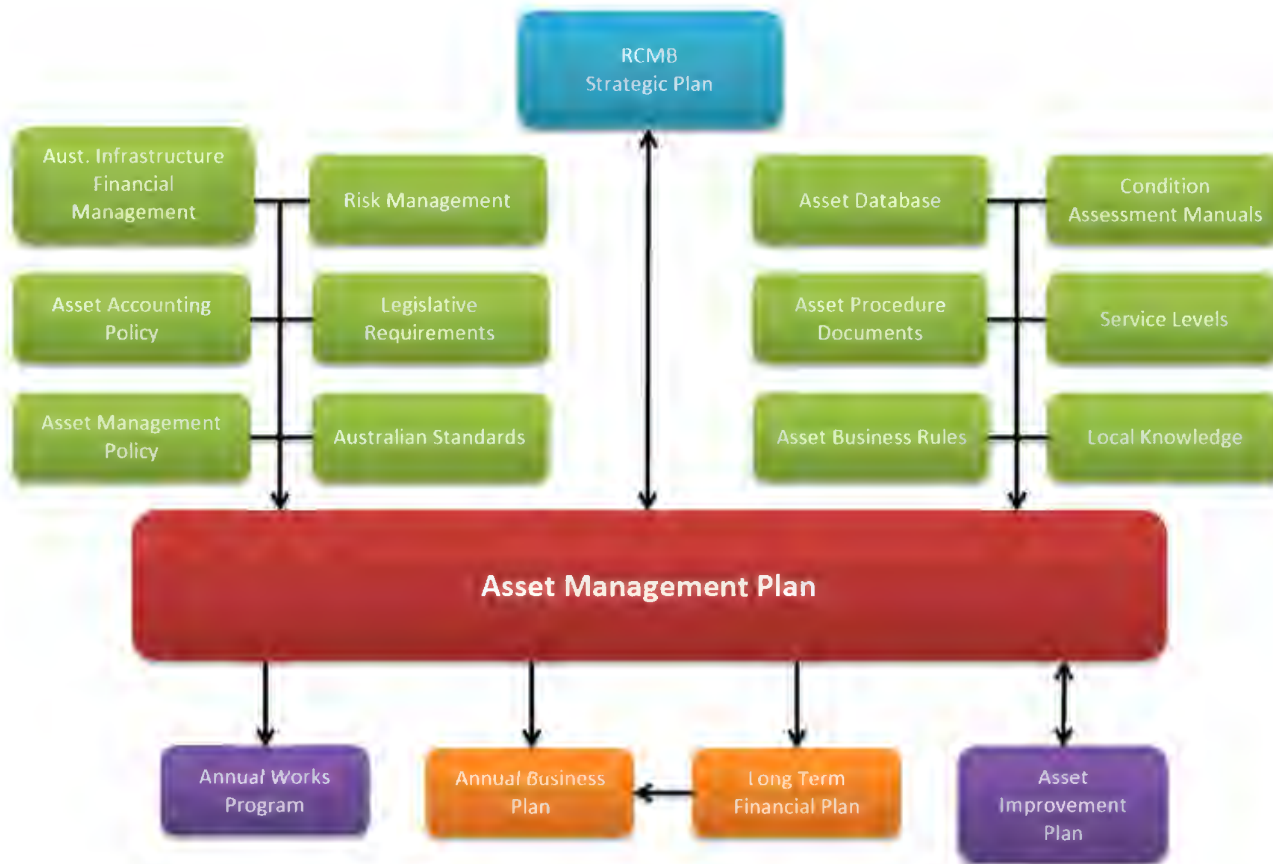 RCMB
Strategic Plan
Aust. Infrastructure
Financial
Management
Risk Management
Asset Database
Condition
Assessment Manuals
Asset Accounting
Policy
Legislative
Requirements
Asset Procedure
Documents
Service Levels
Asset Management
Policy
Australian Standards
Asset Business Rules
Local Knowledge
Asset Management Plan
Annual Works
Program
Annual Business
Plan
Long Term
Financial Plan
Asset
Improvement
Plan